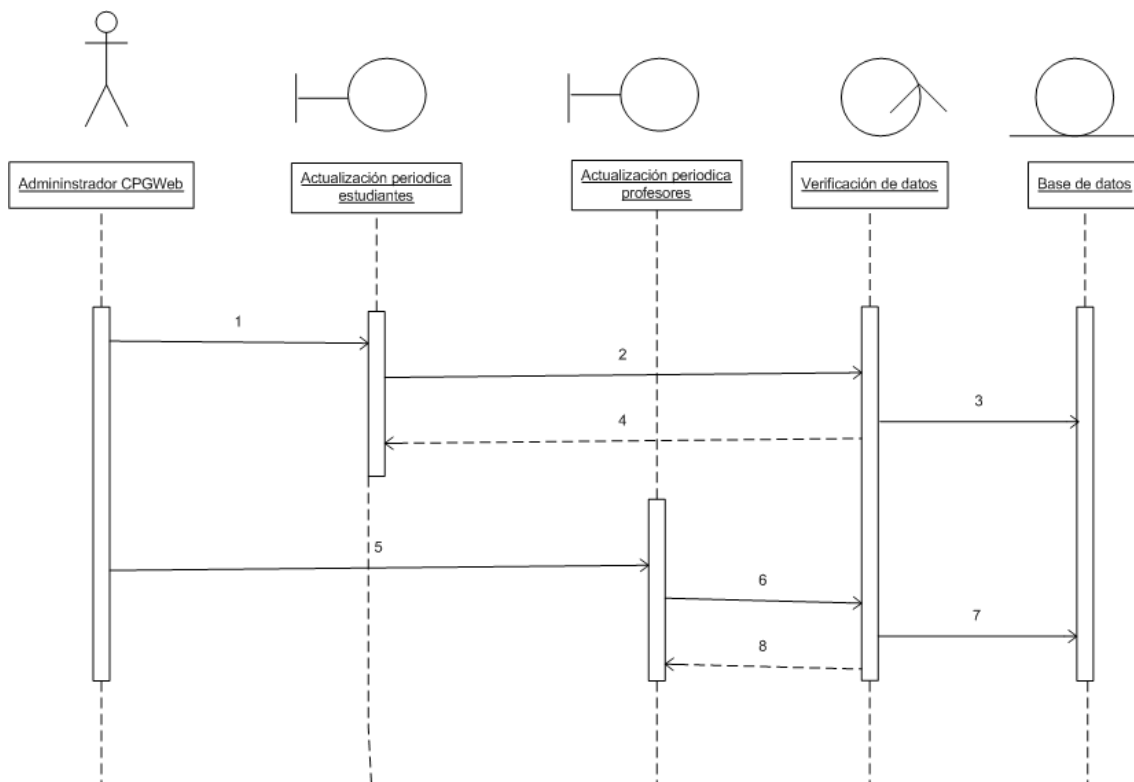 Admininstrador CPGWeb
Actualización periodica
estudiantes
Actualización periodica
profesores
Verificación de datos
Base de datos
1
2
3
4
5
6
7
8